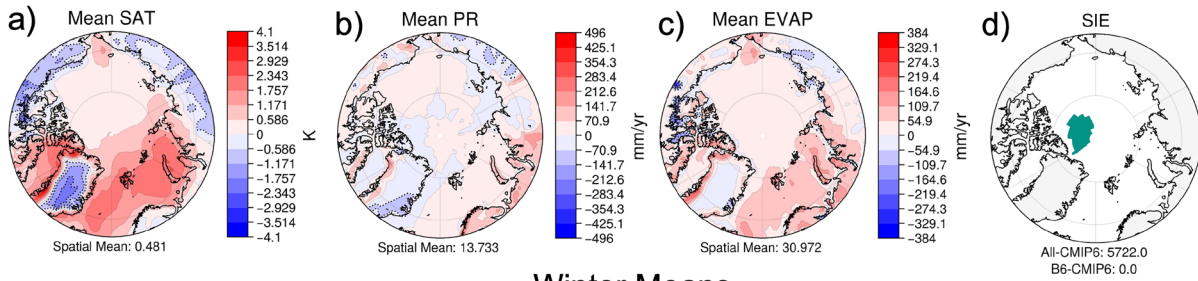 a)
Mean SAT
4.1
3.514
2.929
2.343
1.757
1.171
0.586
0
-0.586
-1.171
-1.757
-2.343
-2.929
-3.514
-4.1
K
Spatial Mean: 0.481
b)
Mean PR
496
425.1
354.3
283.4
212.6
141.7
70.9
0
-70.9
-141.7
-212.6
-283.4
-354.3
-425.1
-496
mm/yr
Spatial Mean: 13.733
c)
Mean EVAP
384
329.1
274.3
219.4
164.6
109.7
54.9
0
-54.9
-109.7
-164.6
-219.4
-274.3
-329.1
-384
mm/yr
Spatial Mean: 30.972
d)
SIE
All-CMIP6: 5722.0
B6-CMIP6: 0.0
Winter Means